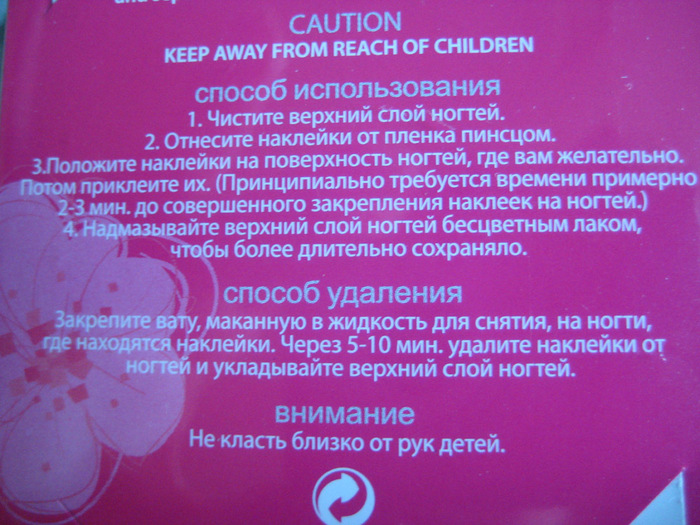 CAUTION
KEEP AWAY FROM REACH OF CHILDREN
способ использования
1. Чистите верхний слой ногтей.
2. Отнесите наклейки от пленка пинсцом.
3.Положите наклейки на поверхность ногтей, где вам желательно.
Потом приклеите их. (Принципиально требуется времени примерно
2-3 мин. до совершенного закрепления наклеек на ногтей.)
4. Надмазывайте верхний слой ногтей бесцветным лаком,
чтобы более длительно сохраняло.
способ удаления
Закрепите вату, маканную в жидкость для снятия, на ногти,
где находятся наклейки. Через 5-10 мин. удалите наклейки от
ногтей и укладывайте верхний слой ногтей.
внимание
Не класть близко от рук детей.